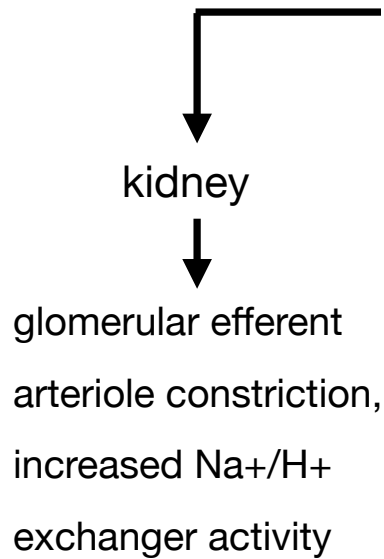 kidney
glomerular efferent
arteriole constriction,
increased Na+/H+
exchanger activity